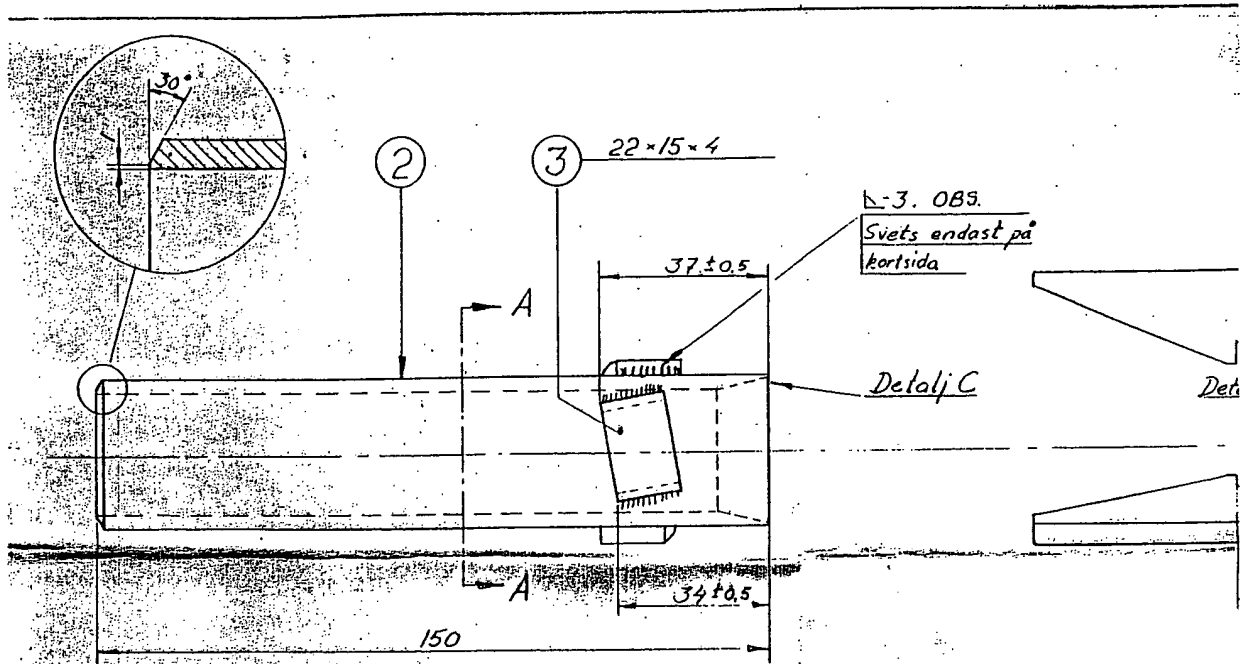 30°
2
3
22×15×4
⊾-3. OBS.
Svets endast på
kortsida
37±0.5
A
Detalj C
A
34±0.5
150